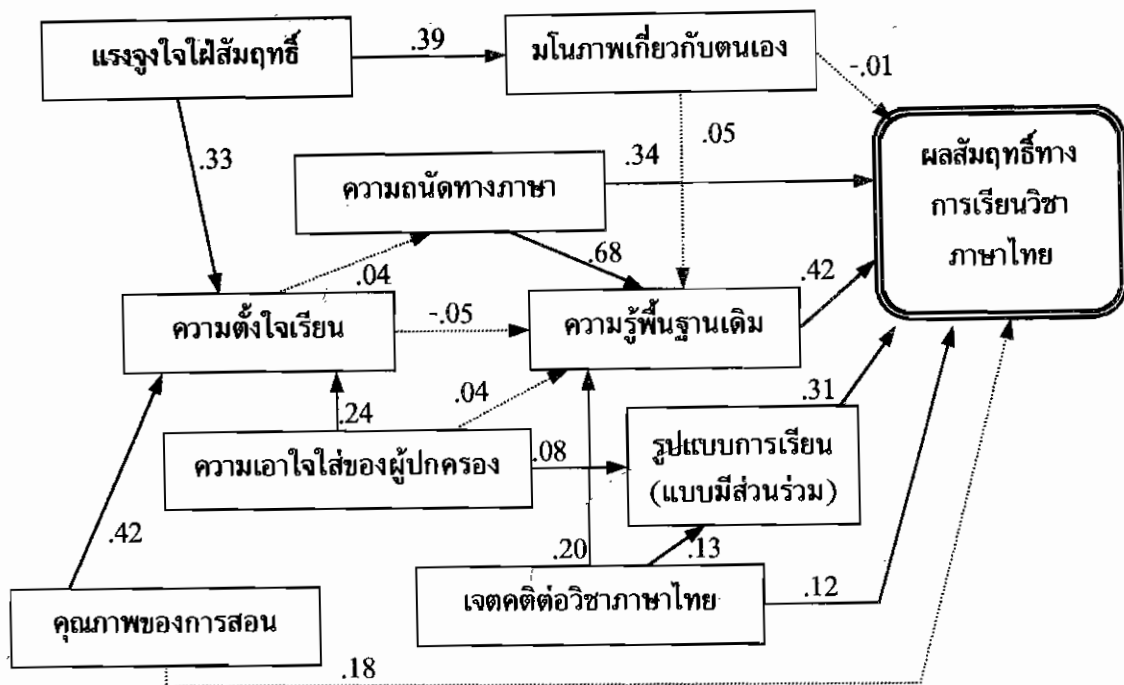 แรงจูงใจใฝ่สัมฤทธิ์
.39
มโนภาพเกี่ยวกับตนเอง
-.01
.33
.34
.05
ความถนัดทางภาษา
ผลสัมฤทธิ์ทาง
การเรียนวิชา
ภาษาไทย
.04
.68
.42
ความตั้งใจเรียน
-.05
ความรู้พื้นฐานเดิม
.24
.04
.31
ความเอาใจใส่ของผู้ปกครอง
.08
รูปแบบการเรียน
(แบบมีส่วนร่วม)
.42
.20
.13
.12
เจตคติต่อวิชาภาษาไทย
คุณภาพของการสอน
.18